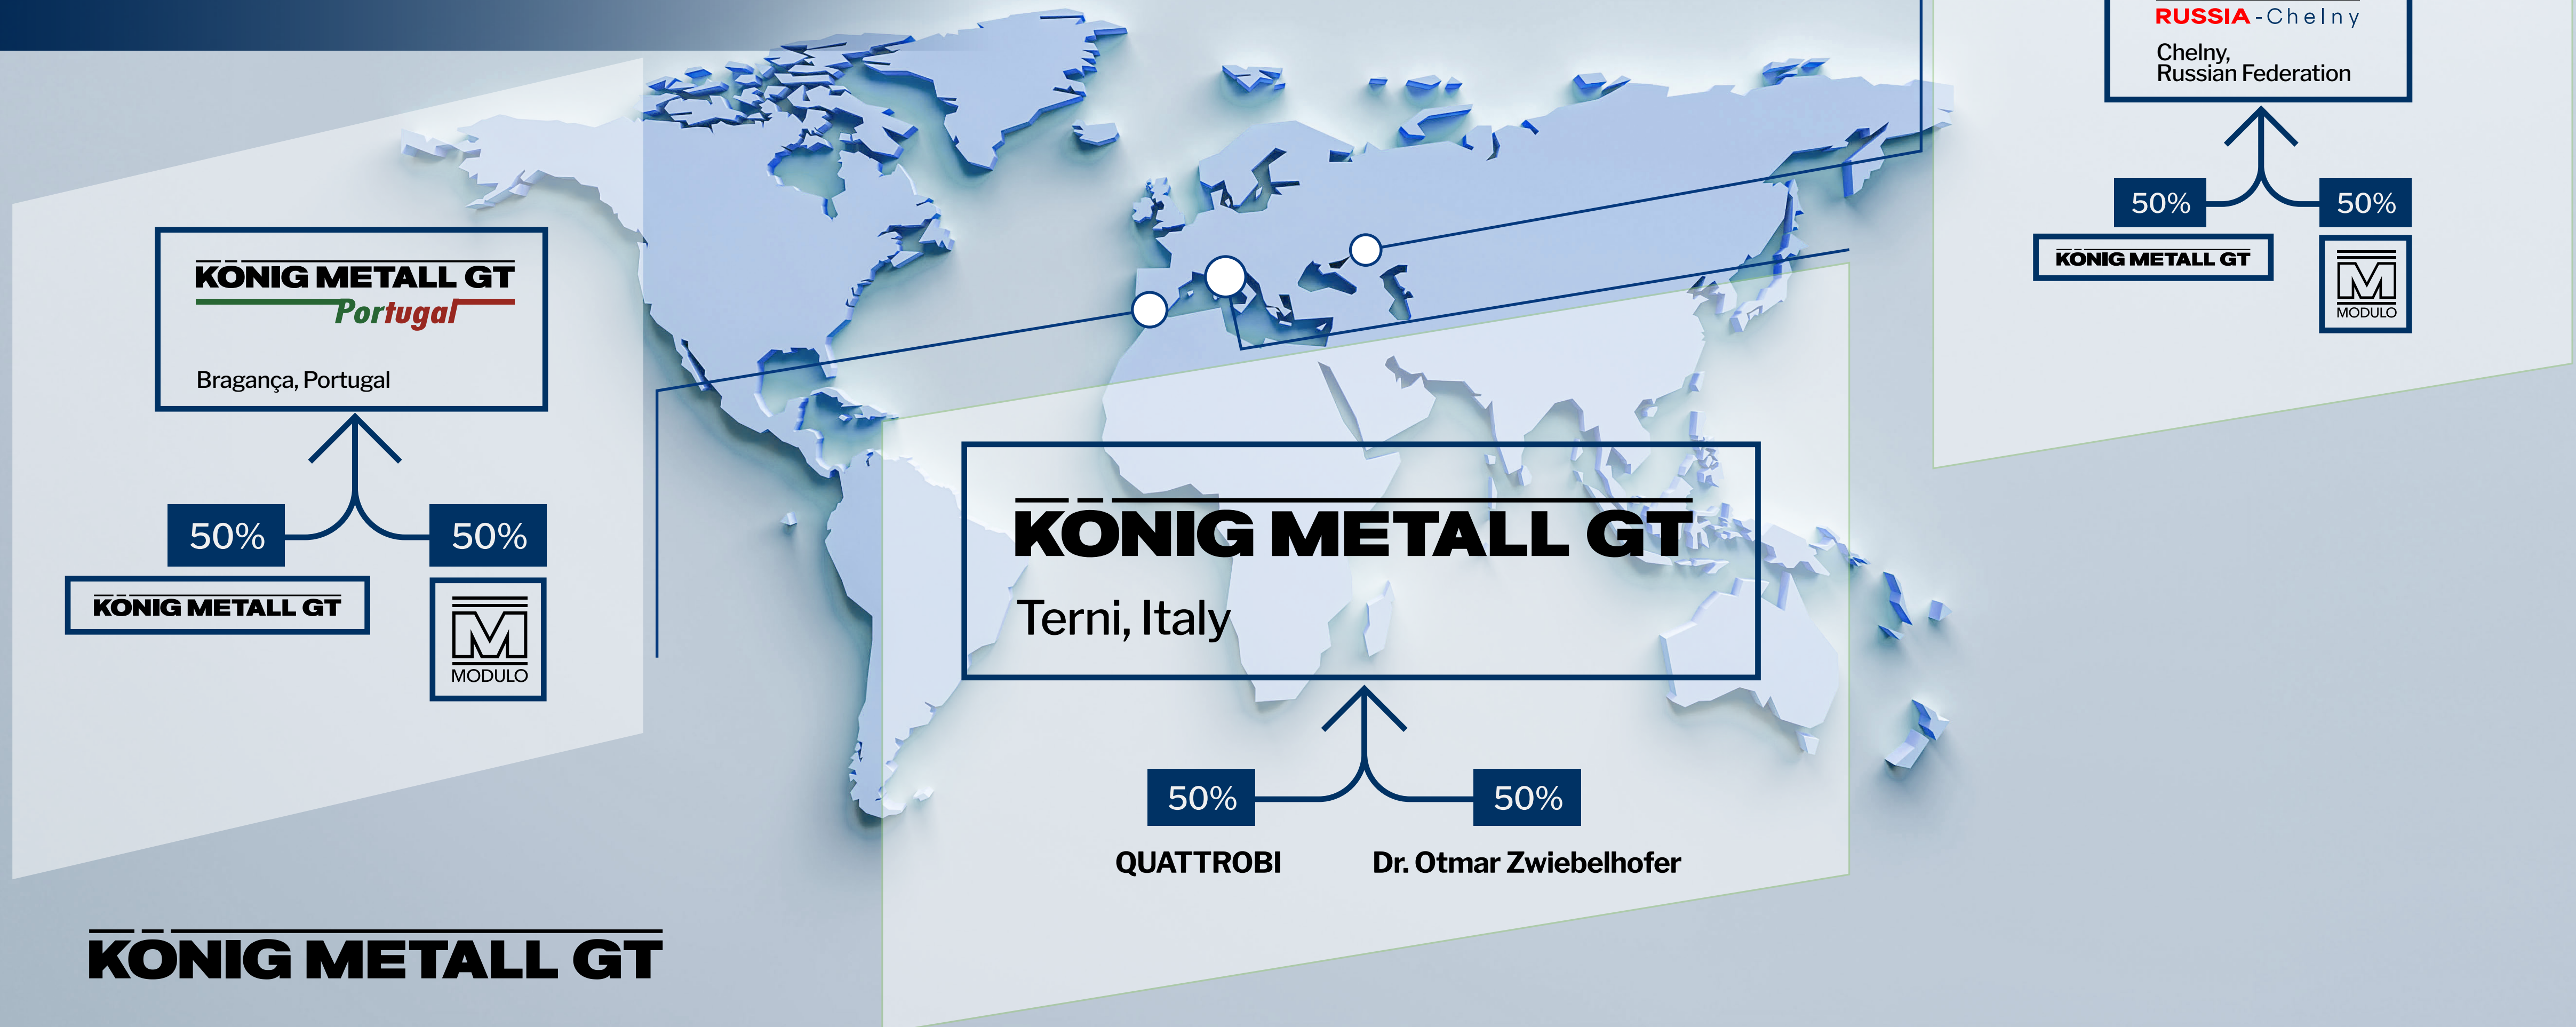 RUSSIA-Chelny
Chelny,
Russian Federation
50%
50%
KÖNIG METALL GT
M
MODULO
KÖNIG METALL GT
Portugal
Bragança, Portugal
50%
50%
KÖNIG METALL GT
M
MODULO
KÖNIG METALL GT
Terni, Italy
50%
50%
QUATTROBI
Dr. Otmar Zwiebelhofer
KÖNIG METALL GT